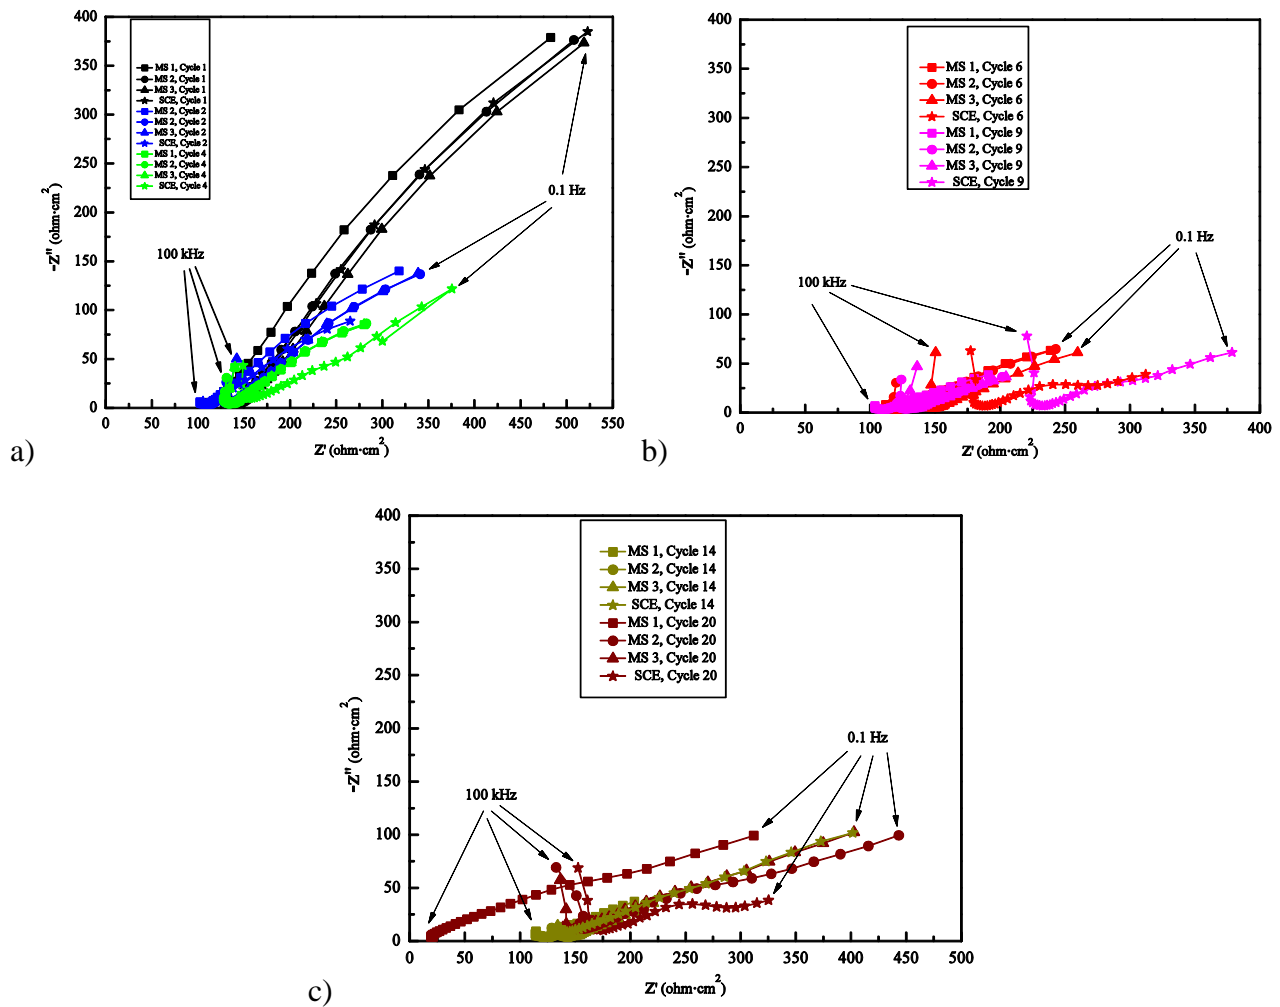 400
350
300
250
200
150
100
50
0
-Z'' (ohm·cm²)
MS 1, Cycle 1
MS 2, Cycle 1
MS 3, Cycle 1
SCE, Cycle 1
MS 2, Cycle 2
MS 2, Cycle 2
MS 3, Cycle 2
SCE, Cycle 2
MS 1, Cycle 4
MS 2, Cycle 4
MS 3, Cycle 4
SCE, Cycle 4
0.1 Hz
100 kHz
0 50 100 150 200 250 300 350 400 450 500 550
Z' (ohm·cm²)
a)
400
350
300
250
200
150
100
50
0
-Z'' (ohm·cm²)
MS 1, Cycle 6
MS 2, Cycle 6
MS 3, Cycle 6
SCE, Cycle 6
MS 1, Cycle 9
MS 2, Cycle 9
MS 3, Cycle 9
SCE, Cycle 9
0.1 Hz
100 kHz
0 50 100 150 200 250 300 350 400
Z' (ohm·cm²)
b)
400
350
300
250
200
150
100
50
0
-Z'' (ohm·cm²)
MS 1, Cycle 14
MS 2, Cycle 14
MS 3, Cycle 14
SCE, Cycle 14
MS 1, Cycle 20
MS 2, Cycle 20
MS 3, Cycle 20
SCE, Cycle 20
0.1 Hz
100 kHz
0 50 100 150 200 250 300 350 400 450 500
Z' (ohm·cm²)
c)